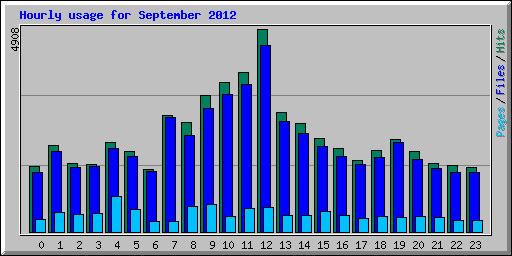 Hourly usage for September 2012
4908
Pages / Files / Hits
0 1 2 3 4 5 6 7 8 9 10 11 12 13 14 15 16 17 18 19 20 21 22 23